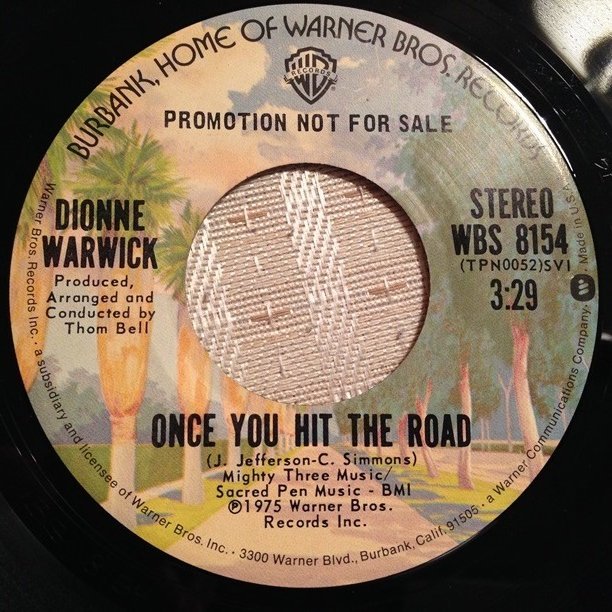 BURBANK, HOME OF WARNER BROS. RECORDS
WB
RECORDS
PROMOTION NOT FOR SALE
DIONNE
WARWICK
Produced,
Arranged and
Conducted by
Thom Bell
STEREO
WBS 8154
(TPN0052)SV1
3:29
ONCE YOU HIT THE ROAD
(J. Jefferson-C. Simmons)
Mighty Three Music/
Sacred Pen Music - BMI
℗1975 Warner Bros.
Records Inc.
Warner Bros. Records Inc. · a subsidiary and licensee of Warner Bros. Inc. · 3300 Warner Blvd., Burbank, Calif. 91505 · a Warner Communications Company. Made in U.S.A.